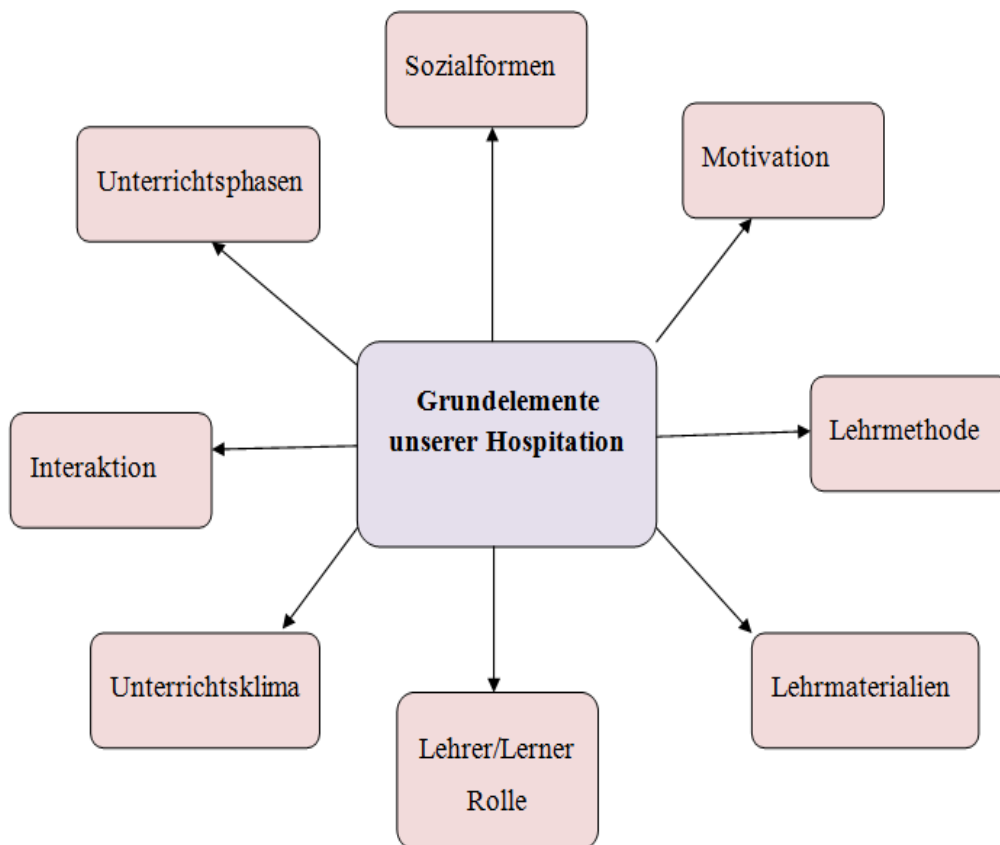 Sozialformen
Motivation
Unterrichtsphasen
Grundelemente
unserer Hospitation
Lehrmethode
Interaktion
Unterrichtsklima
Lehrer/Lerner
Rolle
Lehrmaterialien